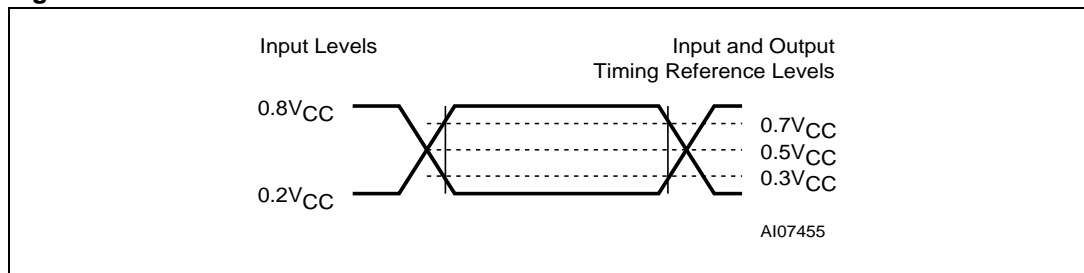 Input Levels
Input and Output
Timing Reference Levels
0.8VCC
0.2VCC
0.7VCC
0.5VCC
0.3VCC
AI07455